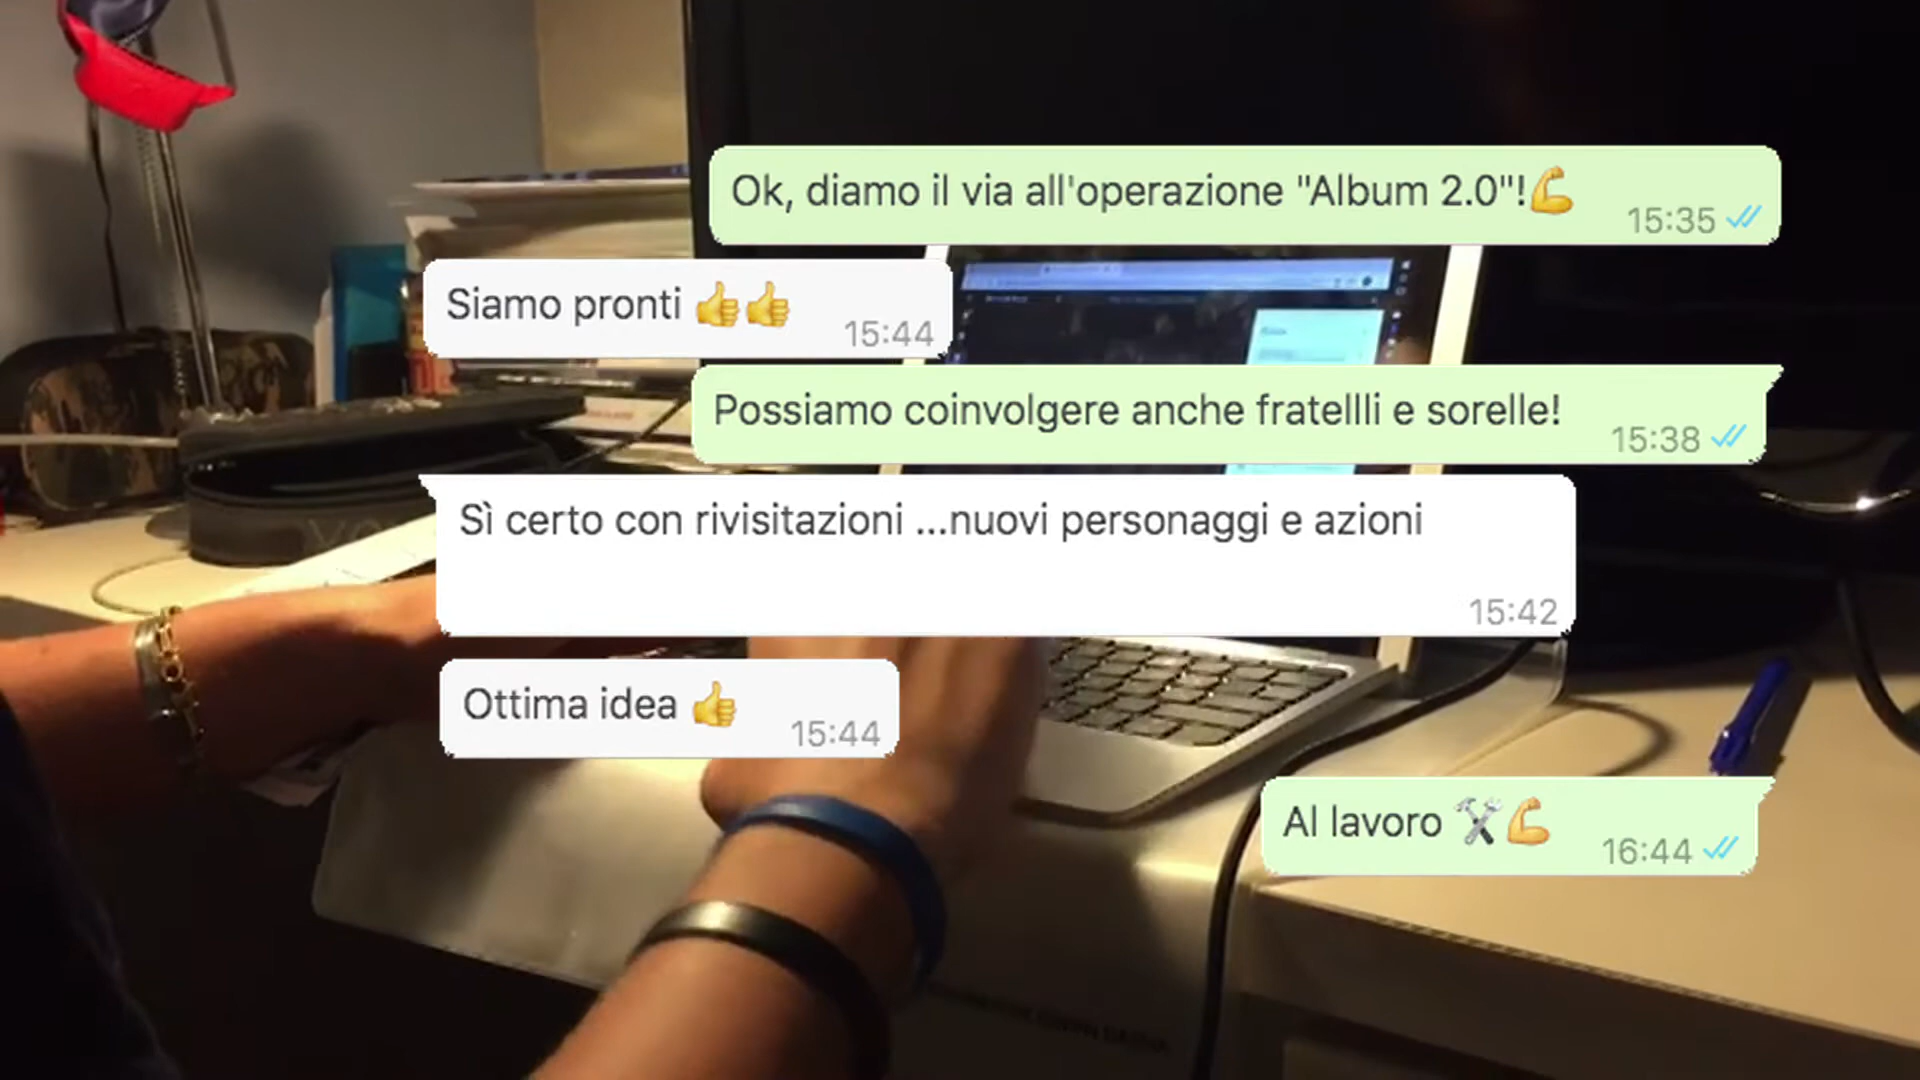 Ok, diamo il via all'operazione "Album 2.0"!💪
15:35
Siamo pronti 👍👍
15:44
Possiamo coinvolgere anche fratellli e sorelle!
15:38
Sì certo con rivisitazioni ...nuovi personaggi e azioni
15:42
Ottima idea 👍
15:44
Al lavoro 🛠💪
16:44